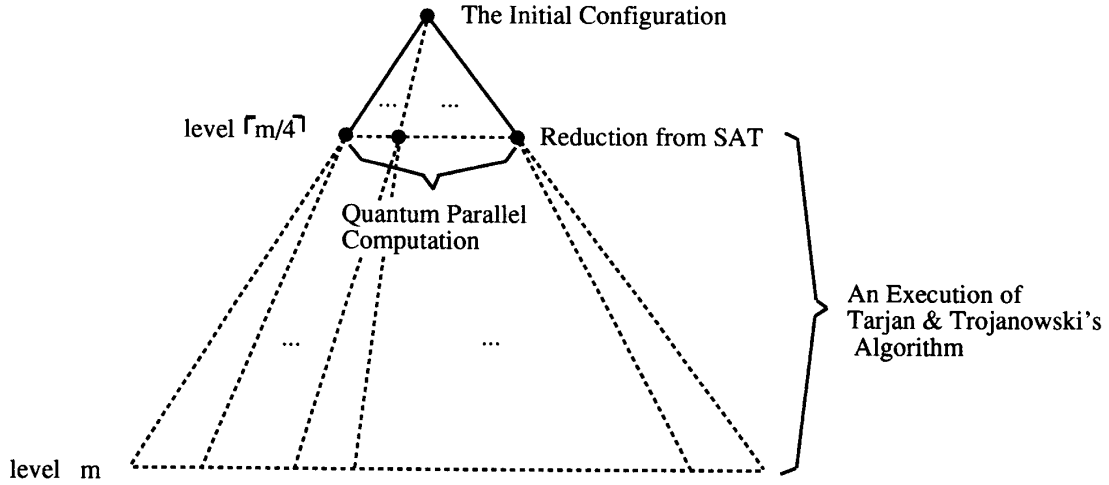 The Initial Configuration
...
...
level ⌈m/4⌉
Reduction from SAT
Quantum Parallel
Computation
An Execution of
Tarjan & Trojanowski's
Algorithm
...
...
level m